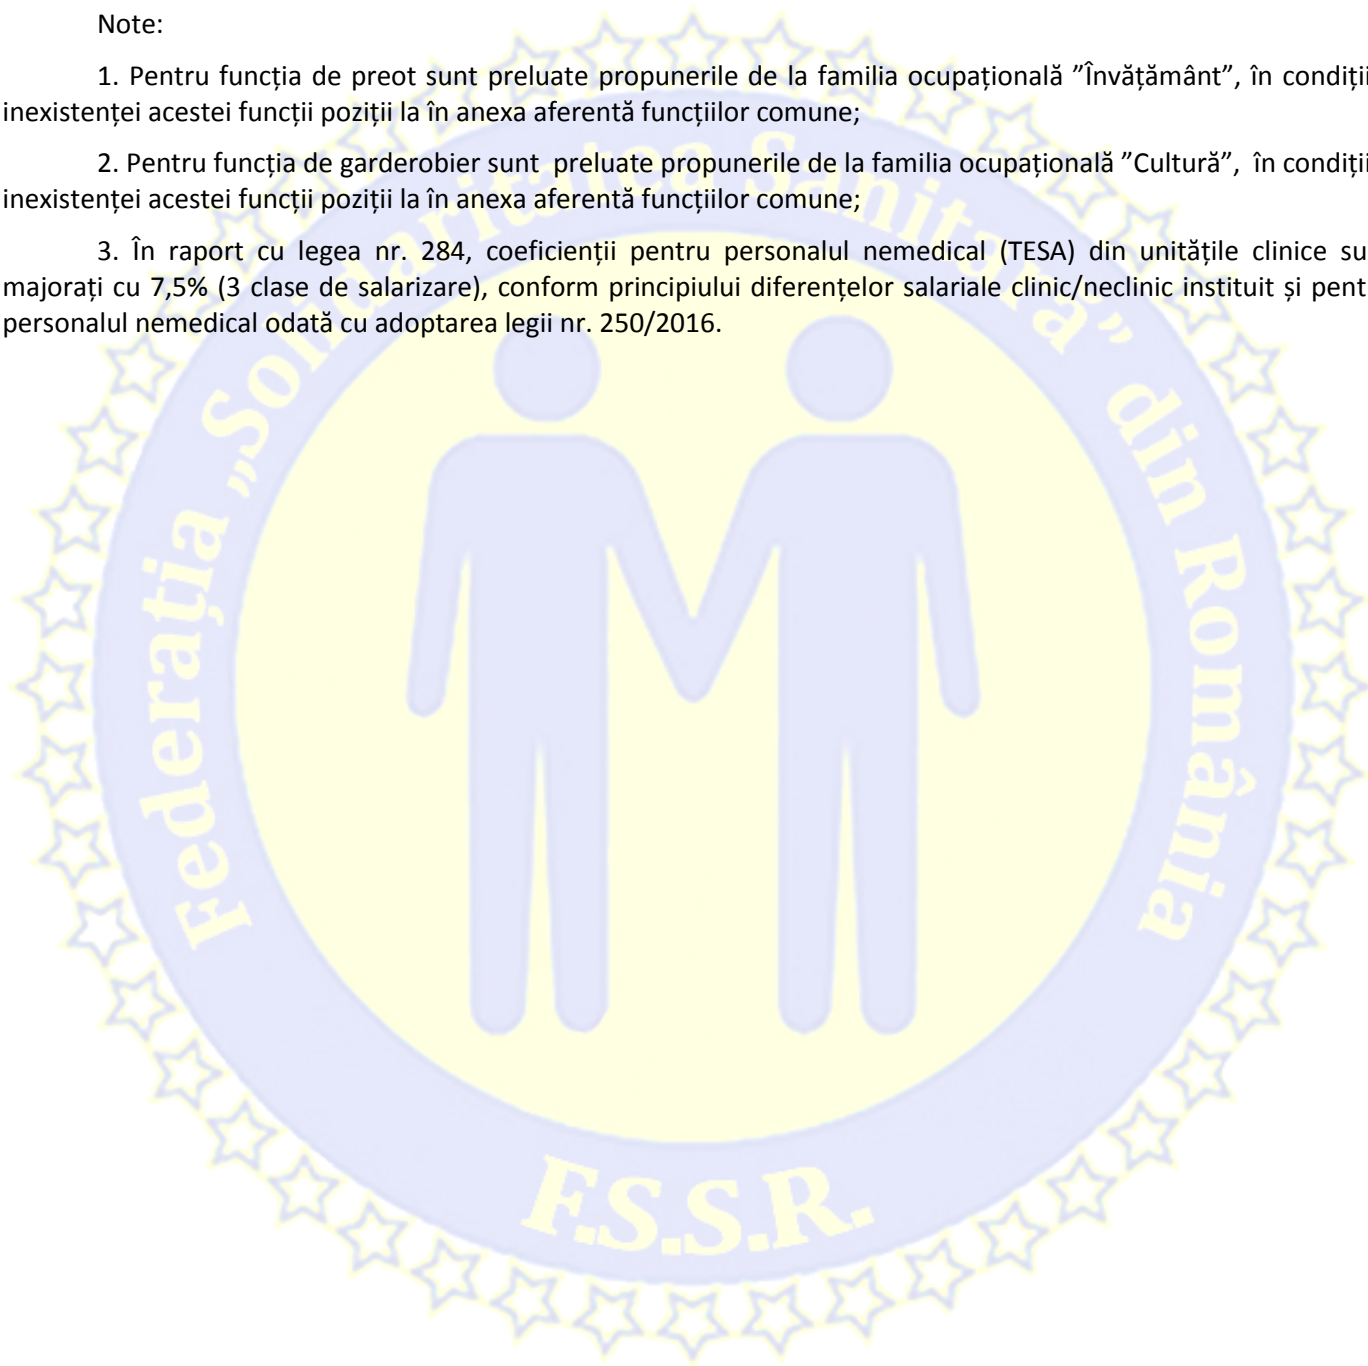 Note:
1. Pentru funcția de preot sunt preluate propunerile de la familia ocupațională ”Învățământ”, în condiții
inexistenței acestei funcții poziții la în anexa aferentă funcțiilor comune;
2. Pentru funcția de garderobier sunt preluate propunerile de la familia ocupațională ”Cultură”, în condiții
inexistenței acestei funcții poziții la în anexa aferentă funcțiilor comune;
3. În raport cu legea nr. 284, coeficienții pentru personalul nemedical (TESA) din unitățile clinice su
majorați cu 7,5% (3 clase de salarizare), conform principiului diferențelor salariale clinic/neclinic instituit și pent
personalul nemedical odată cu adoptarea legii nr. 250/2016.
Federația „Solidaritatea Sanitară” din România
F.S.S.R.